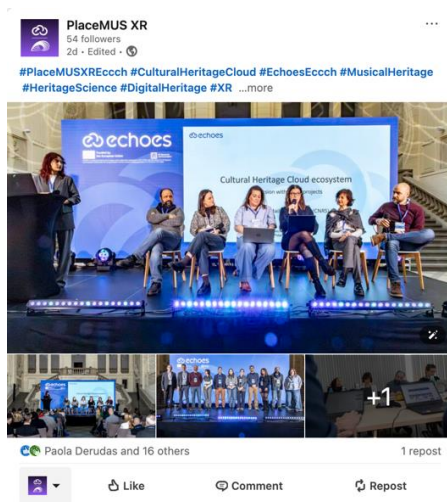 PlaceMUS XR
54 followers
2d • Edited •
#PlaceMUSXREccch #CulturalHeritageCloud #EchoesEccch #MusicalHeritage
#HeritageScience #DigitalHeritage #XR ...more
echoes
echoes
Cultural Heritage Cloud ecosystem
projects
echoes
+1
Paola Derudas and 16 others
1 repost
Like
Comment
Repost